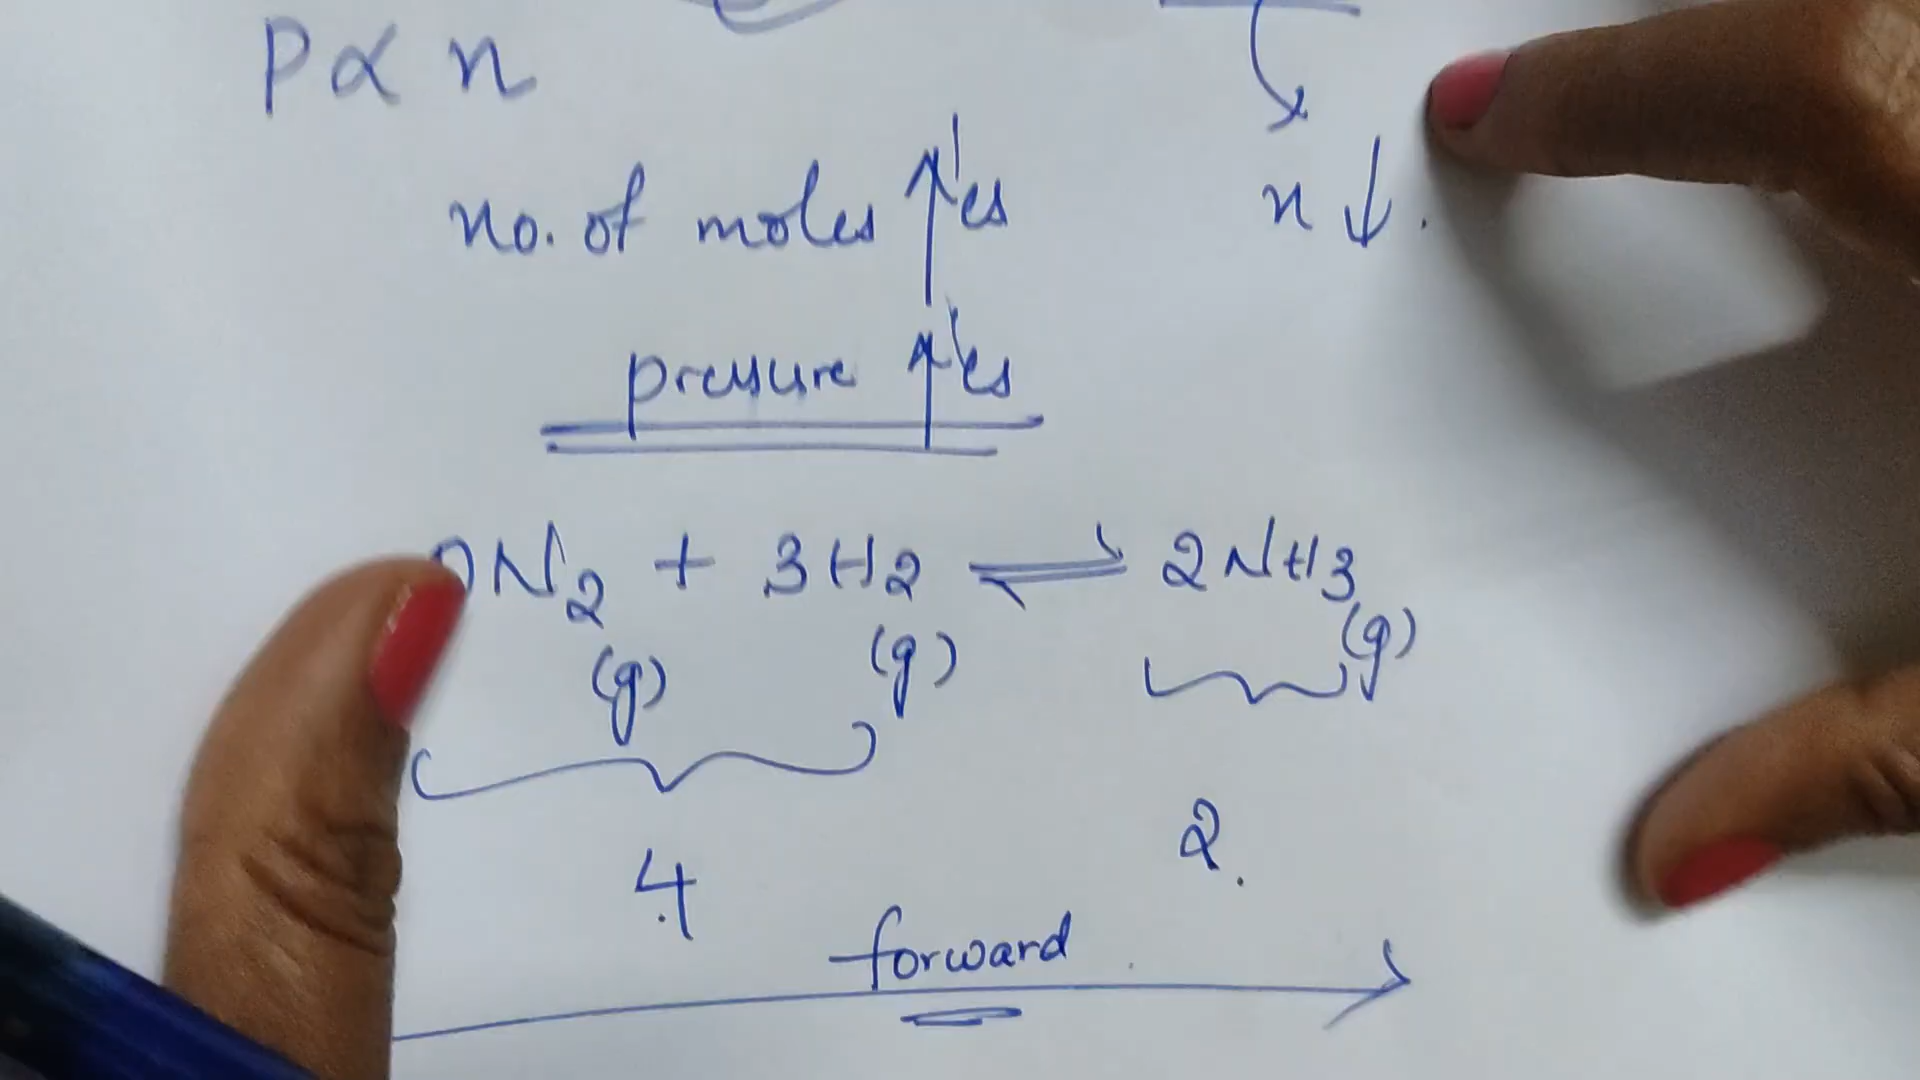 P ∝ n
no. of moles ↑'es
n ↓.
pressure ↑'es
N2 + 3H2 ⇌ 2NH3
(g) (g) (g)
4 2.
forward